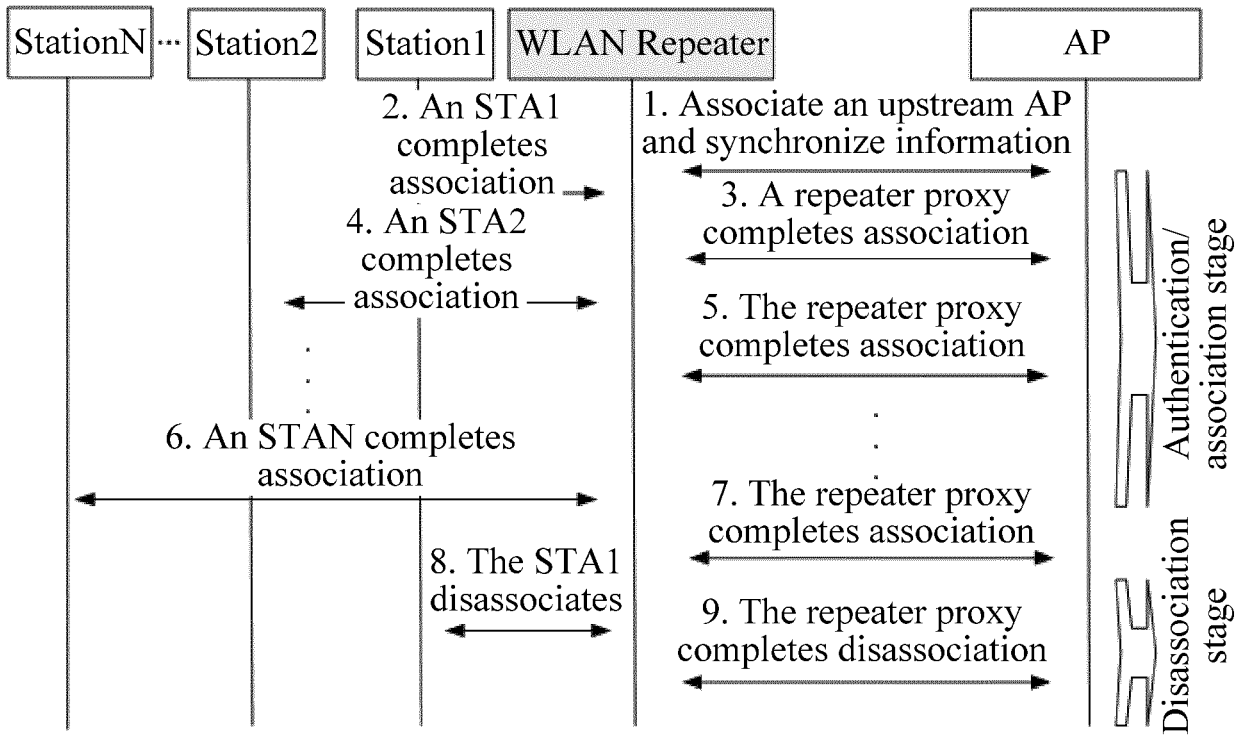 StationN ... Station2 Station1 WLAN Repeater AP
1. Associate an upstream AP
and synchronize information
2. An STA1
completes
association
3. A repeater proxy
completes association
4. An STA2
completes
association
5. The repeater proxy
completes association
6. An STAN completes
association
7. The repeater proxy
completes association
8. The STA1
disassociates
9. The repeater proxy
completes disassociation
Authentication/
association stage
Disassociation
stage